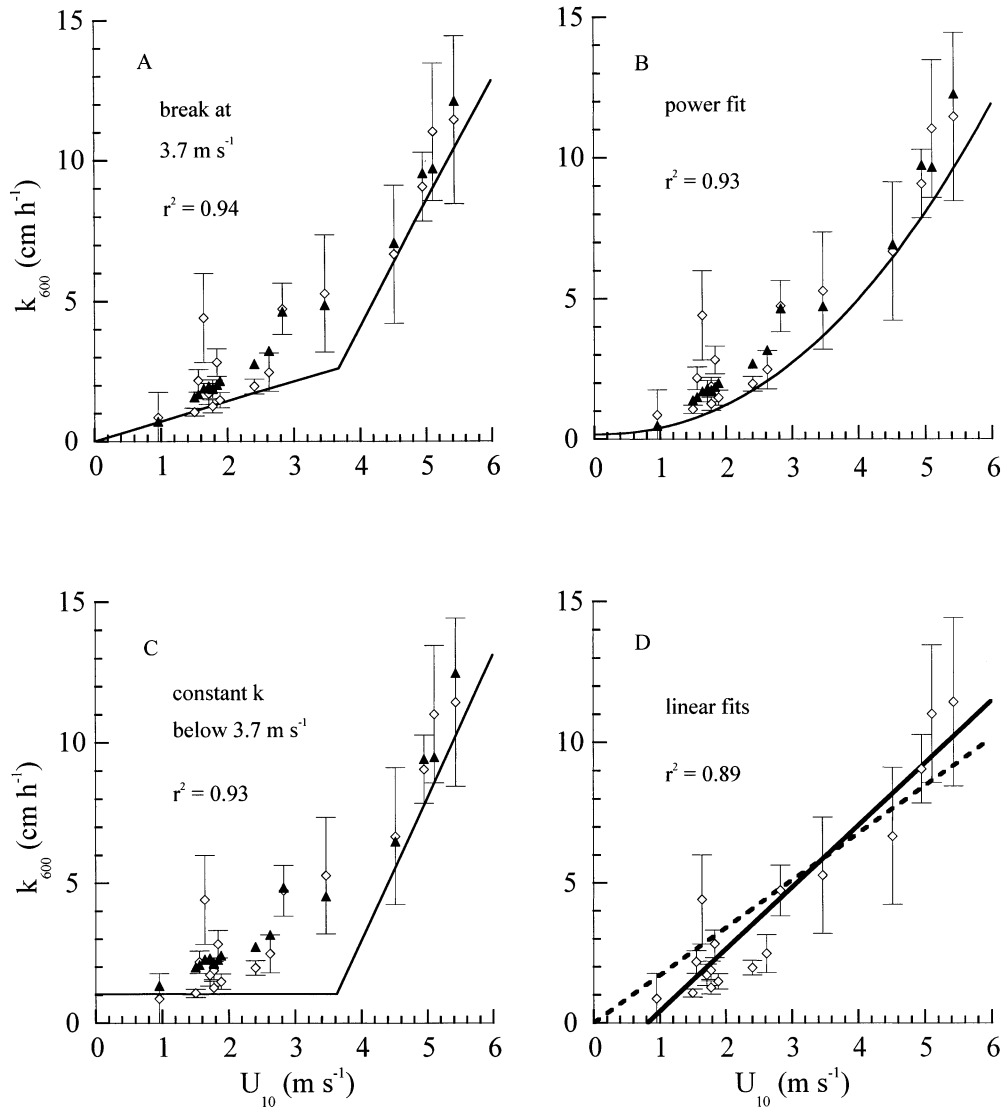 15
A
break at
3.7 m s⁻¹
r² = 0.94
10
5
0
k₆₀₀ (cm h⁻¹)
0 1 2 3 4 5 6
15
B
power fit
r² = 0.93
10
5
0
0 1 2 3 4 5 6
15
C
constant k
below 3.7 m s⁻¹
r² = 0.93
10
5
0
k₆₀₀ (cm h⁻¹)
0 1 2 3 4 5 6
U₁₀ (m s⁻¹)
15
D
linear fits
r² = 0.89
10
5
0
0 1 2 3 4 5 6
U₁₀ (m s⁻¹)